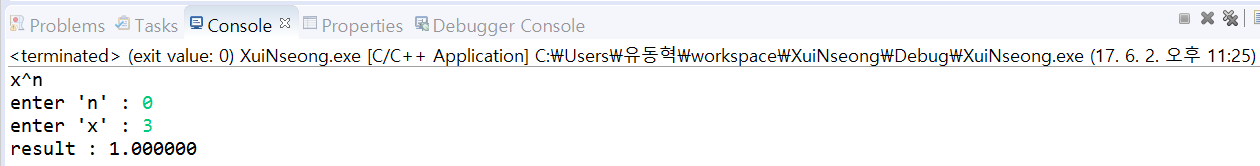 Problems Tasks Console Properties Debugger Console
<terminated> (exit value: 0) XuiNseong.exe [C/C++ Application] C:₩Users₩유동혁₩workspace₩XuiNseong₩Debug₩XuiNseong.exe (17. 6. 2. 오후 11:25)
x^n
enter 'n' : 0
enter 'x' : 3
result : 1.000000